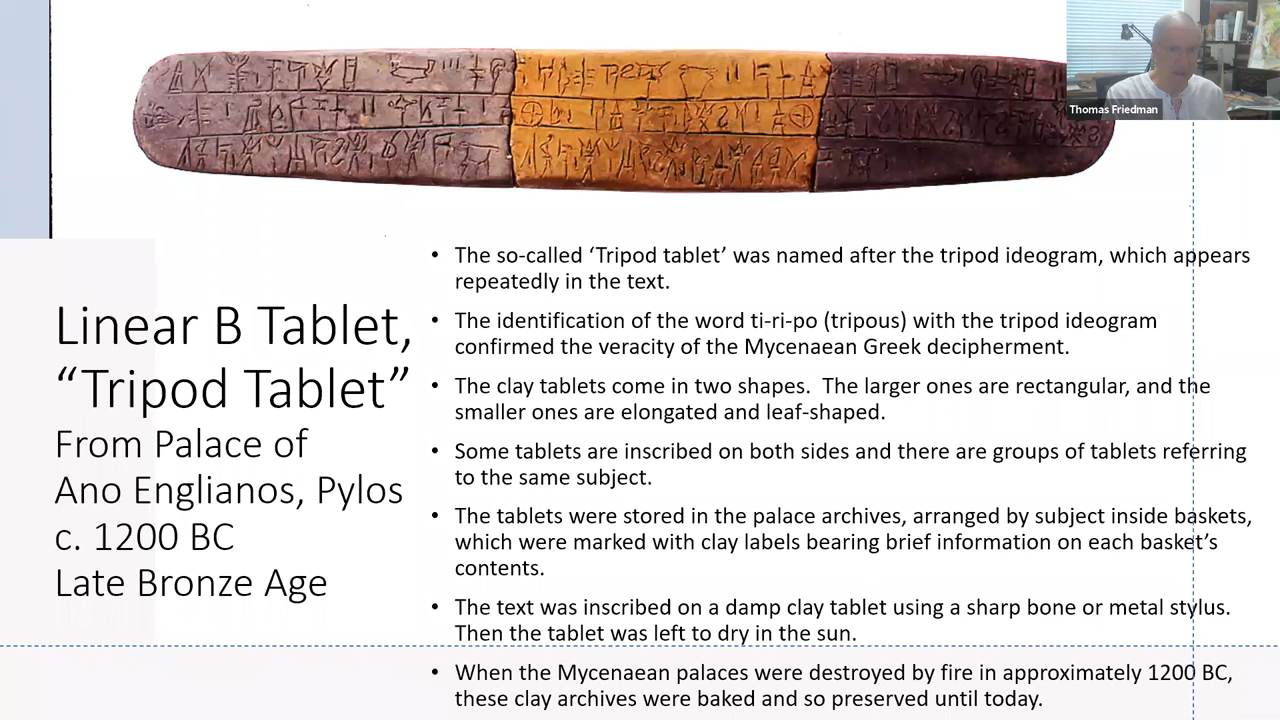 Thomas Friedman
Linear B Tablet,
“Tripod Tablet”
From Palace of
Ano Englianos, Pylos
c. 1200 BC
Late Bronze Age
• The so-called ‘Tripod tablet’ was named after the tripod ideogram, which appears
repeatedly in the text.
• The identification of the word ti-ri-po (tripous) with the tripod ideogram
confirmed the veracity of the Mycenaean Greek decipherment.
• The clay tablets come in two shapes.  The larger ones are rectangular, and the
smaller ones are elongated and leaf-shaped.
• Some tablets are inscribed on both sides and there are groups of tablets referring
to the same subject.
• The tablets were stored in the palace archives, arranged by subject inside baskets,
which were marked with clay labels bearing brief information on each basket’s
contents.
• The text was inscribed on a damp clay tablet using a sharp bone or metal stylus.
Then the tablet was left to dry in the sun.
• When the Mycenaean palaces were destroyed by fire in approximately 1200 BC,
these clay archives were baked and so preserved until today.